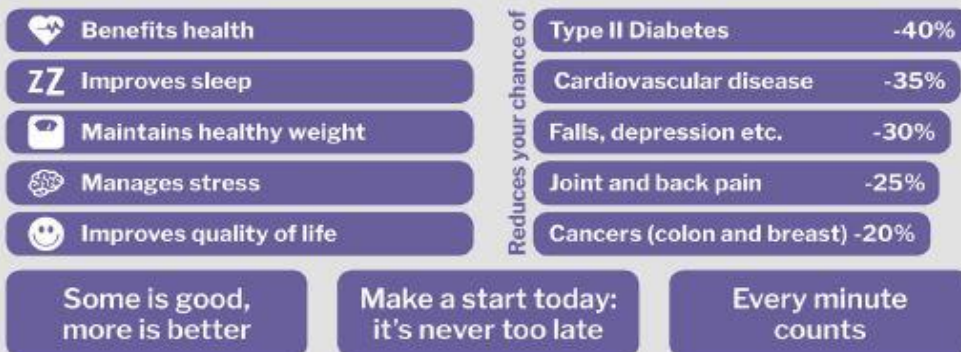 Benefits health
ZZ Improves sleep
Maintains healthy weight
Manages stress
Improves quality of life
Reduces your chance of
Type II Diabetes -40%
Cardiovascular disease -35%
Falls, depression etc. -30%
Joint and back pain -25%
Cancers (colon and breast) -20%
Some is good,
more is better
Make a start today:
it's never too late
Every minute
counts